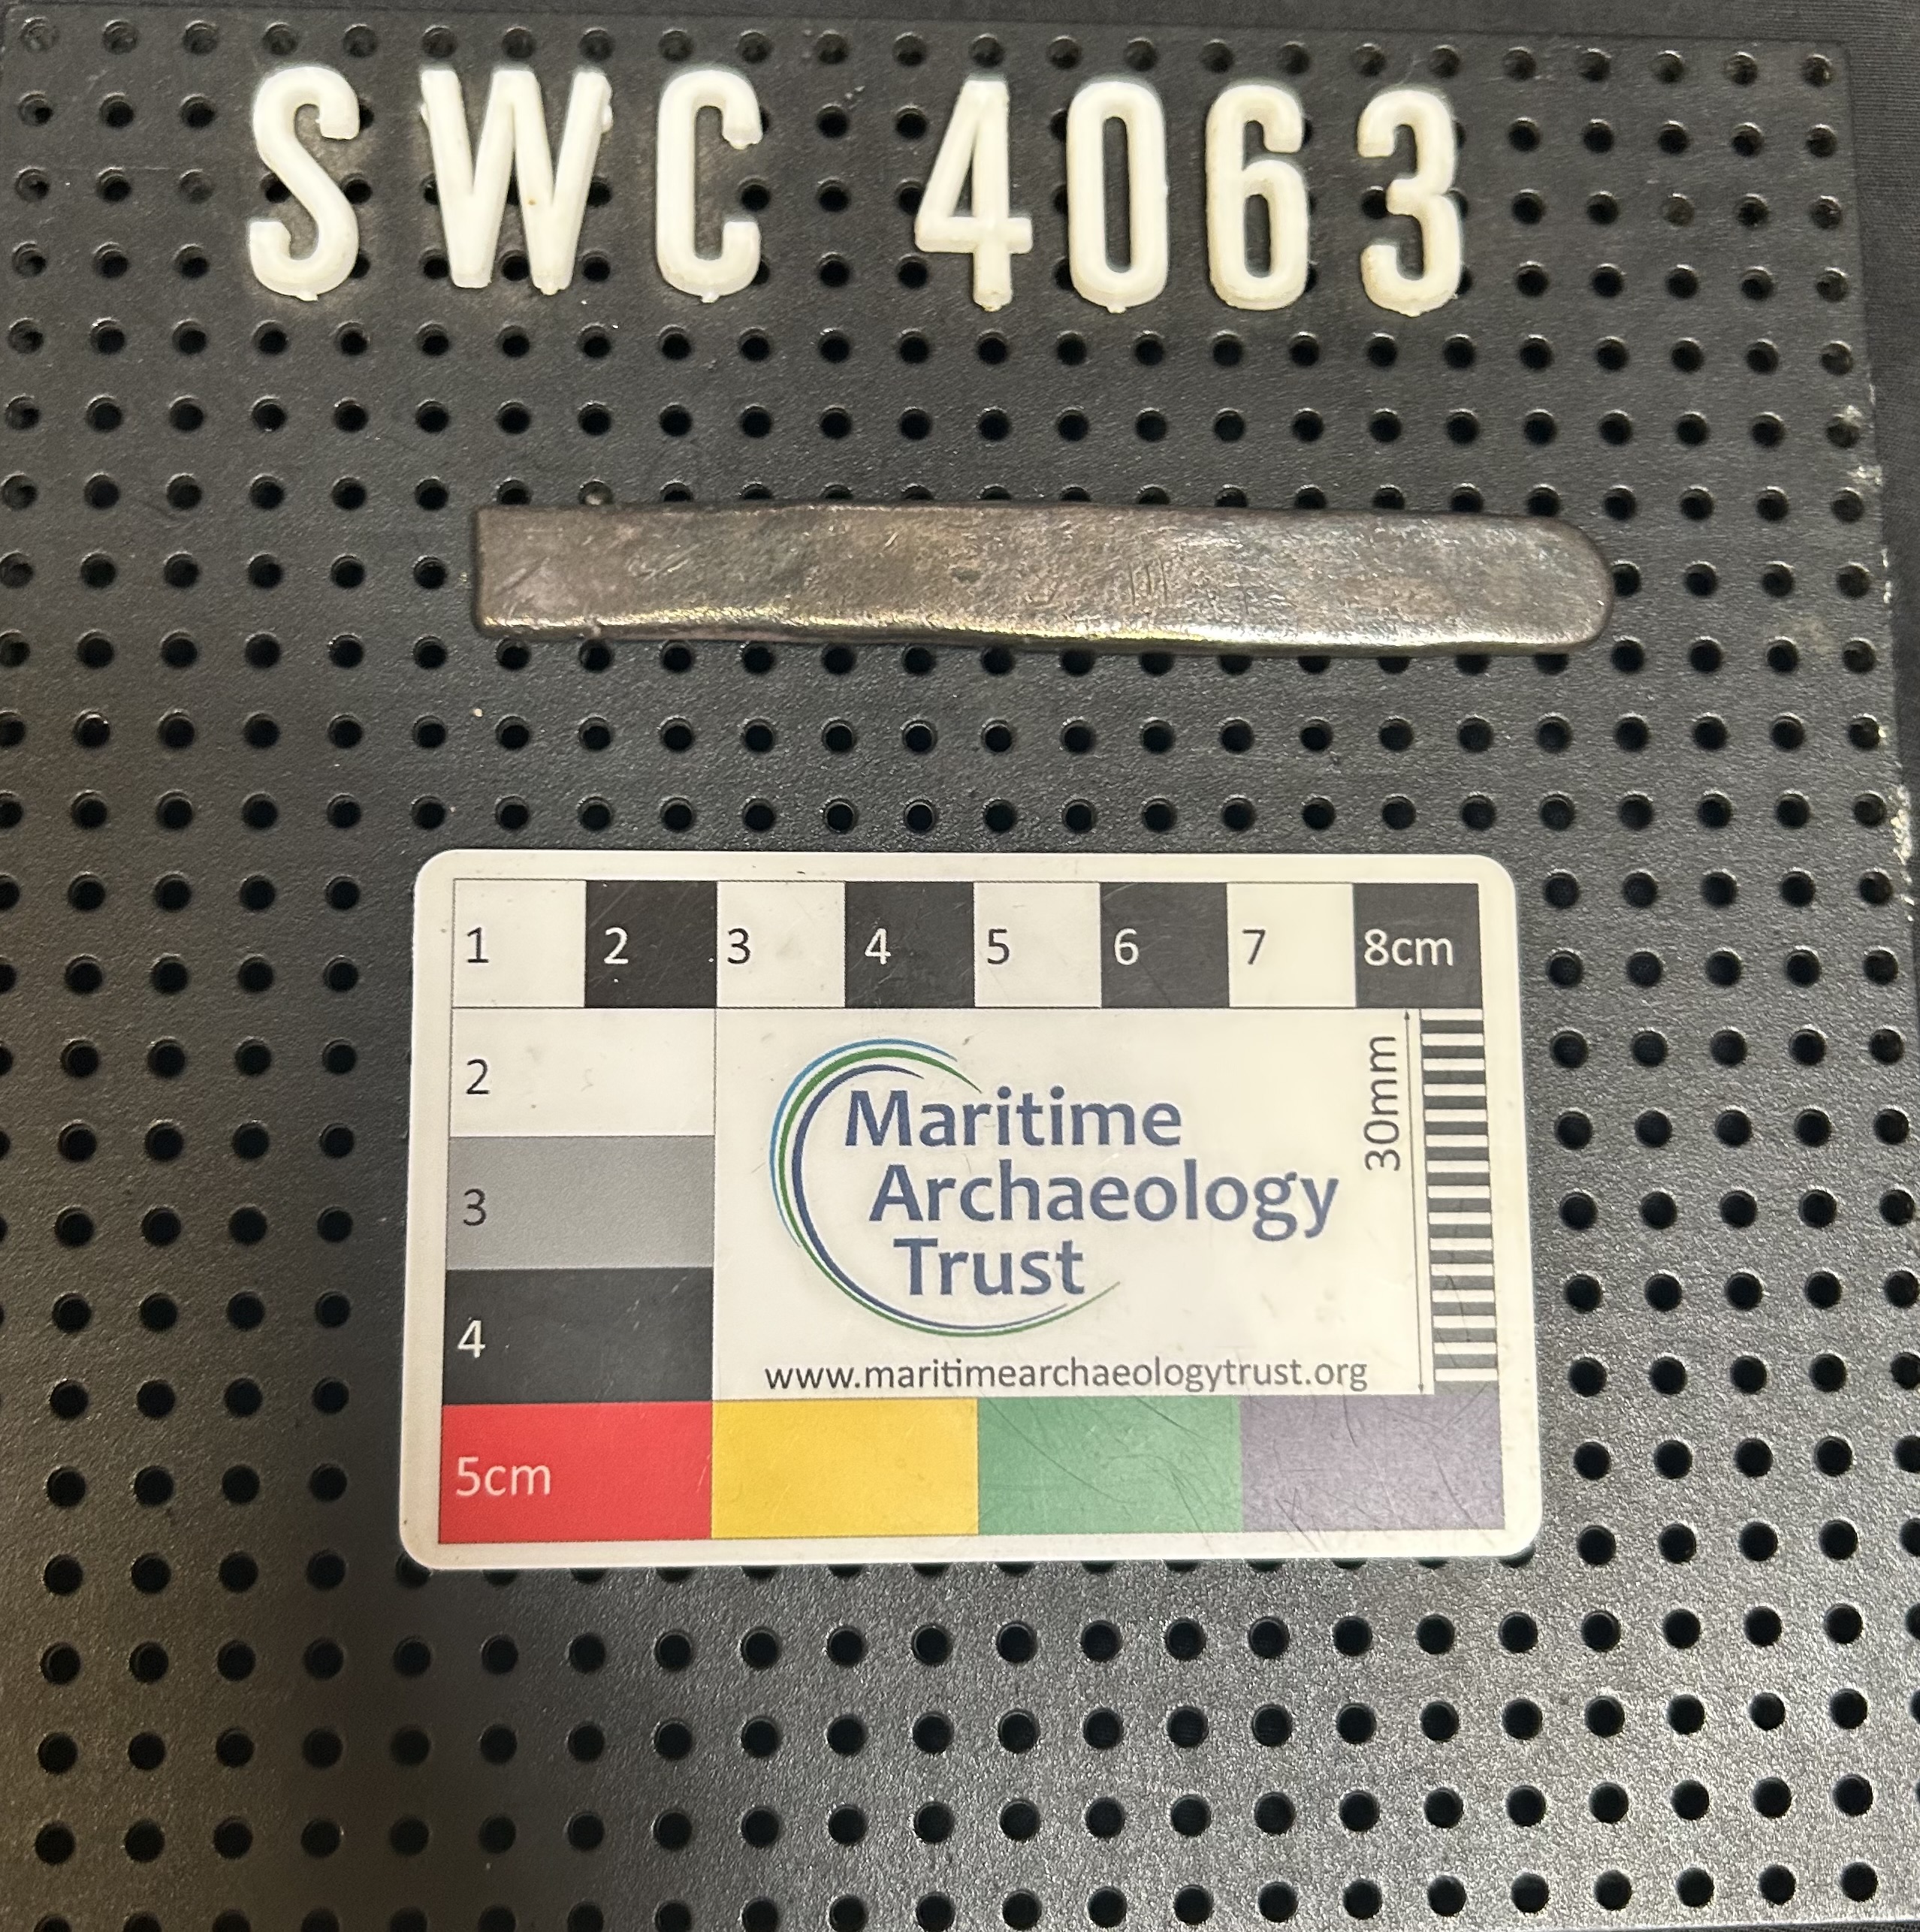 SWC 4063
1 2 3 4 5 6 7 8cm
2
3
4
5cm
30mm
Maritime
Archaeology
Trust
www.maritimearchaeologytrust.org